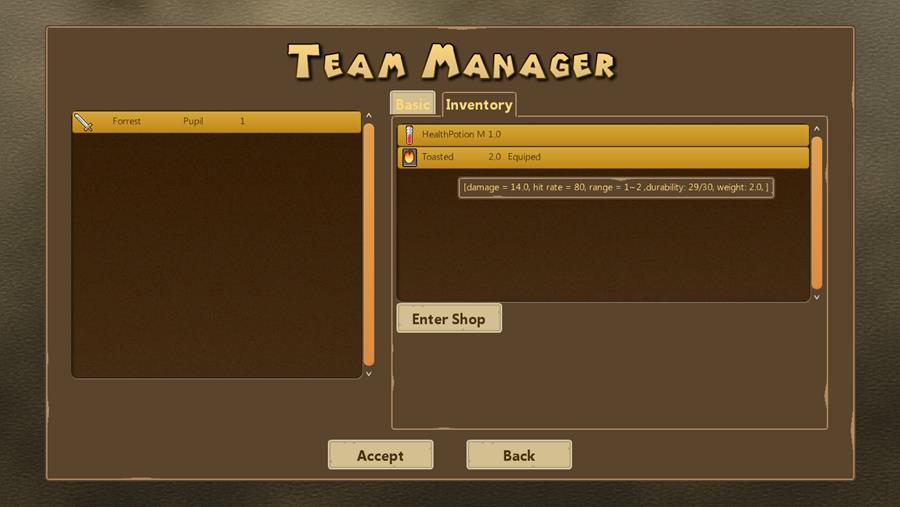 Team Manager
Basic Inventory
Forrest Pupil 1
HealthPotion M 1.0
Toasted 2.0 Equiped
[damage = 14.0, hit rate = 80, range = 1~2 ,durability: 29/30, weight: 2.0, ]
Enter Shop
Accept Back